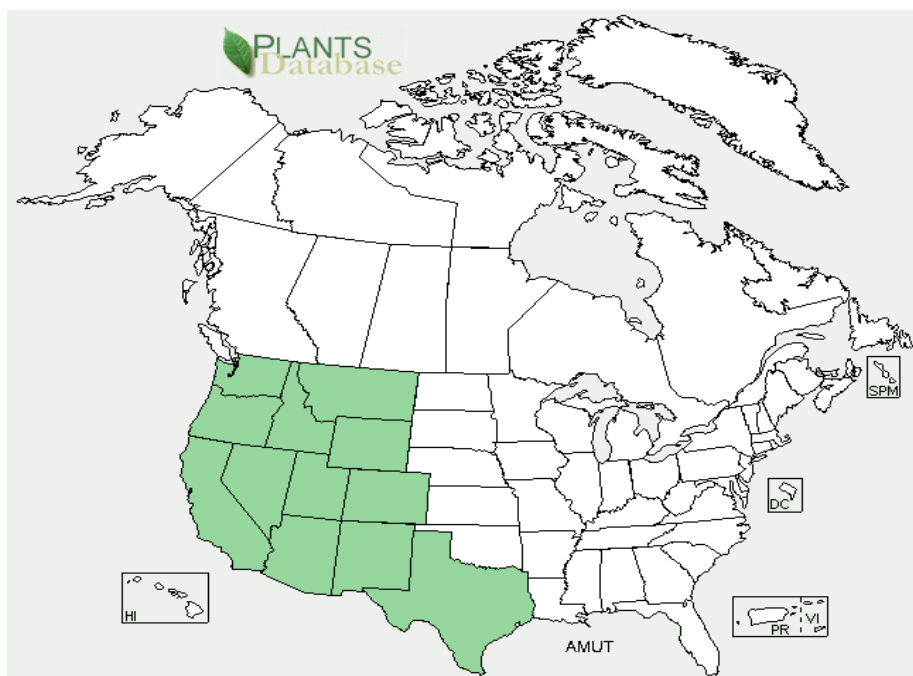 PLANTS
Database
SPM
DC
HI
PR
VI
AMUT